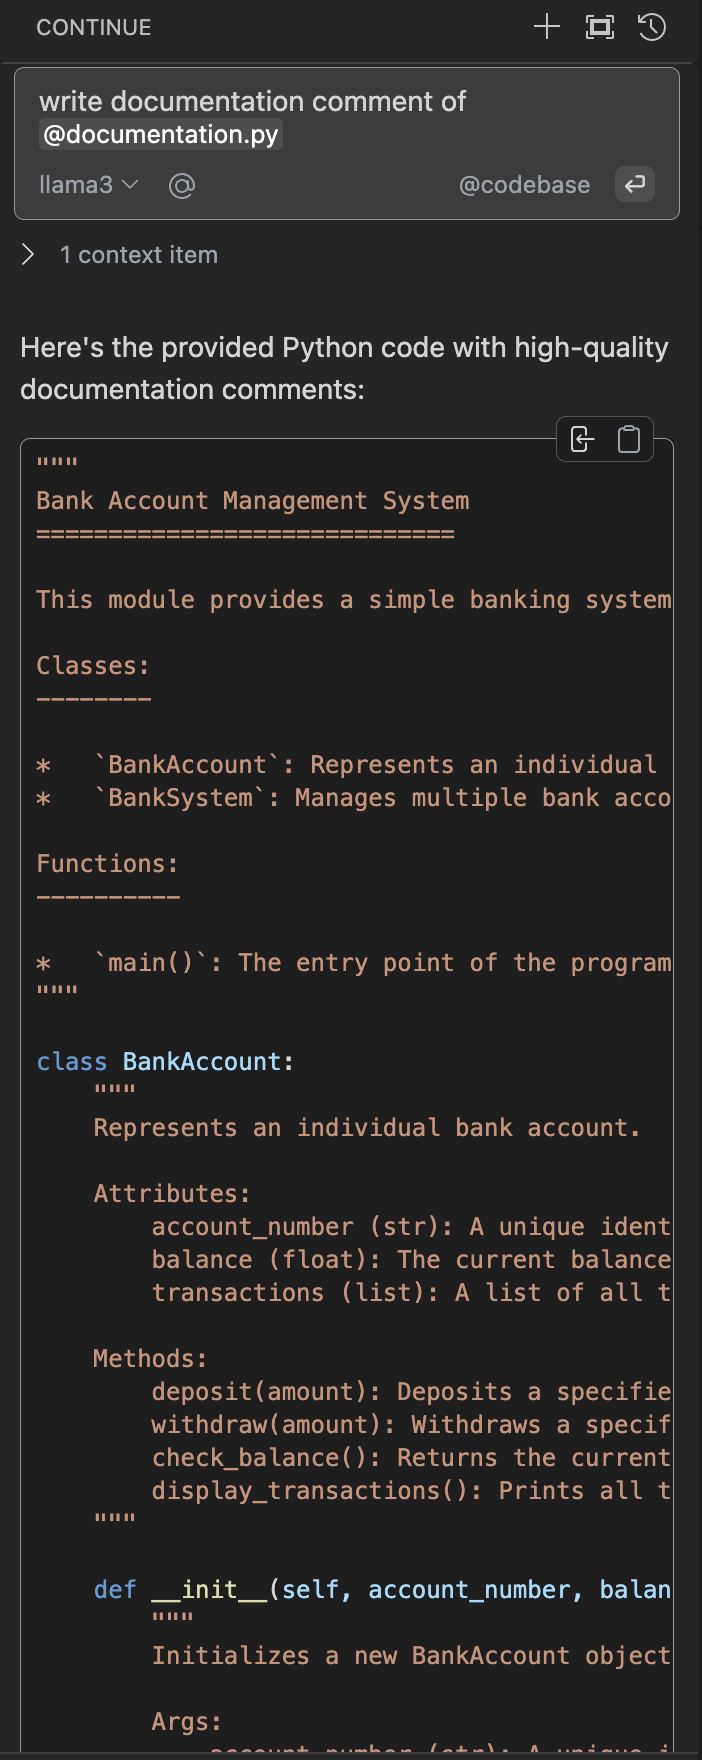 CONTINUE
write documentation comment of
@documentation.py
llama3
@codebase
1 context item
Here's the provided Python code with high-quality
documentation comments:
"""
Bank Account Management System
=============================
This module provides a simple banking system
Classes:
--------
*   `BankAccount`: Represents an individual
*   `BankSystem`: Manages multiple bank acco
Functions:
----------
*   `main()`: The entry point of the program
"""
class BankAccount:
    """
    Represents an individual bank account.
    Attributes:
        account_number (str): A unique ident
        balance (float): The current balance
        transactions (list): A list of all t
    Methods:
        deposit(amount): Deposits a specifie
        withdraw(amount): Withdraws a specif
        check_balance(): Returns the current
        display_transactions(): Prints all t
    """
    def __init__(self, account_number, balan
        """
        Initializes a new BankAccount object
        Args:
            account_number (str): A unique i